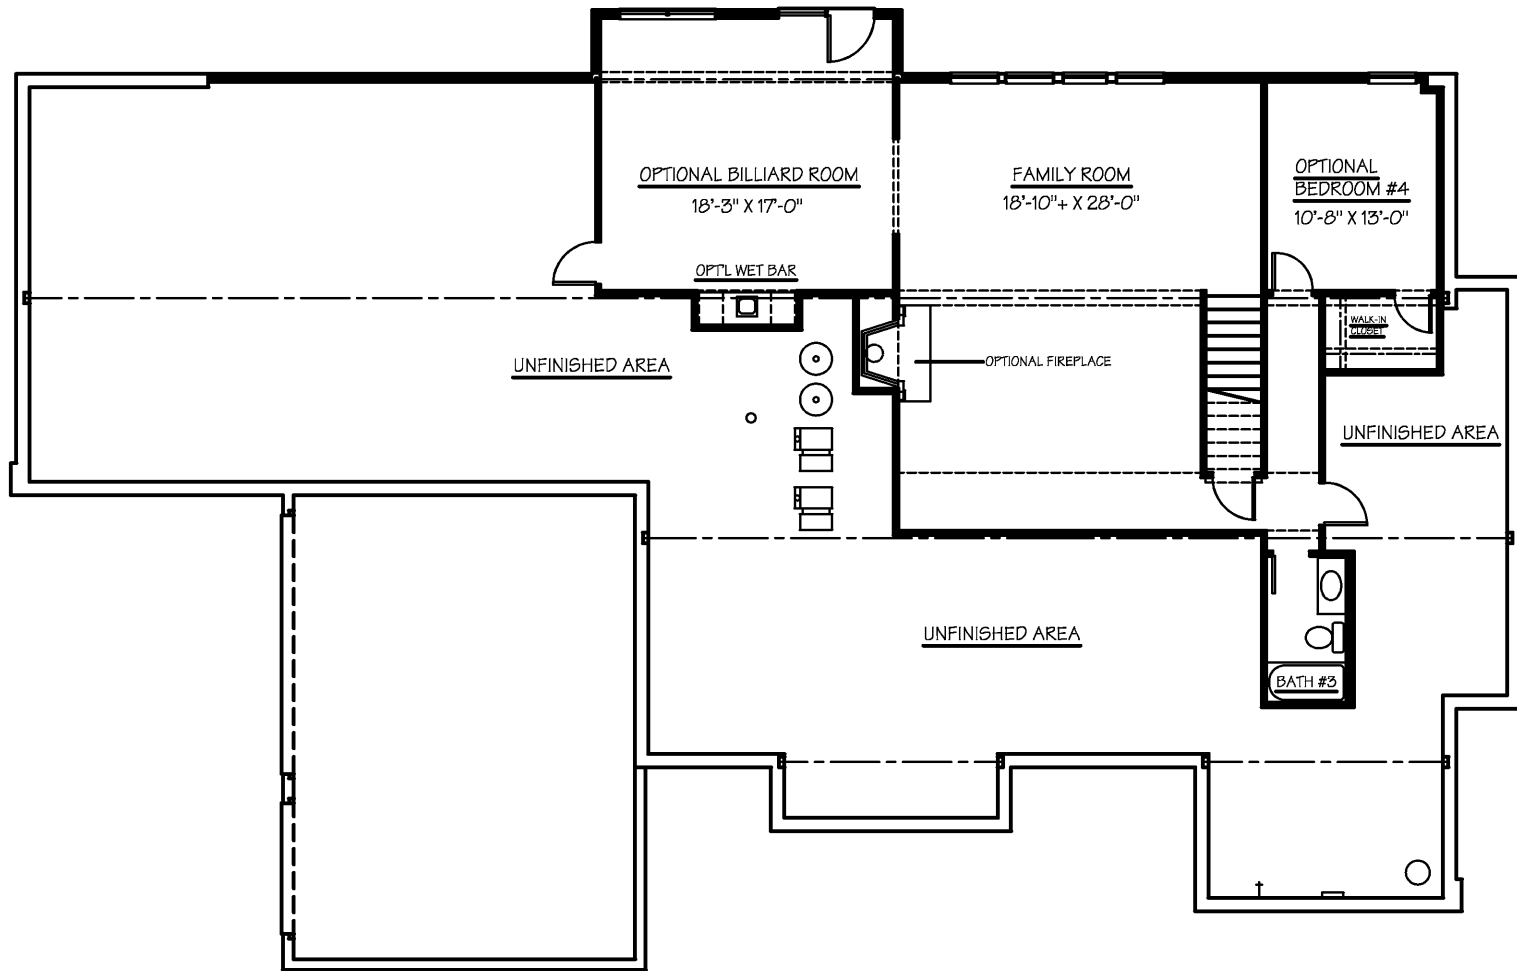 OPTIONAL BILLIARD ROOM
18'-3" X 17'-0"
OPT'L WET BAR
FAMILY ROOM
18'-10"+ X 28'-0"
OPTIONAL
BEDROOM #4
10'-8" X 13'-0"
WALK-IN
CLOSET
OPTIONAL FIREPLACE
UNFINISHED AREA
UNFINISHED AREA
UNFINISHED AREA
BATH #3